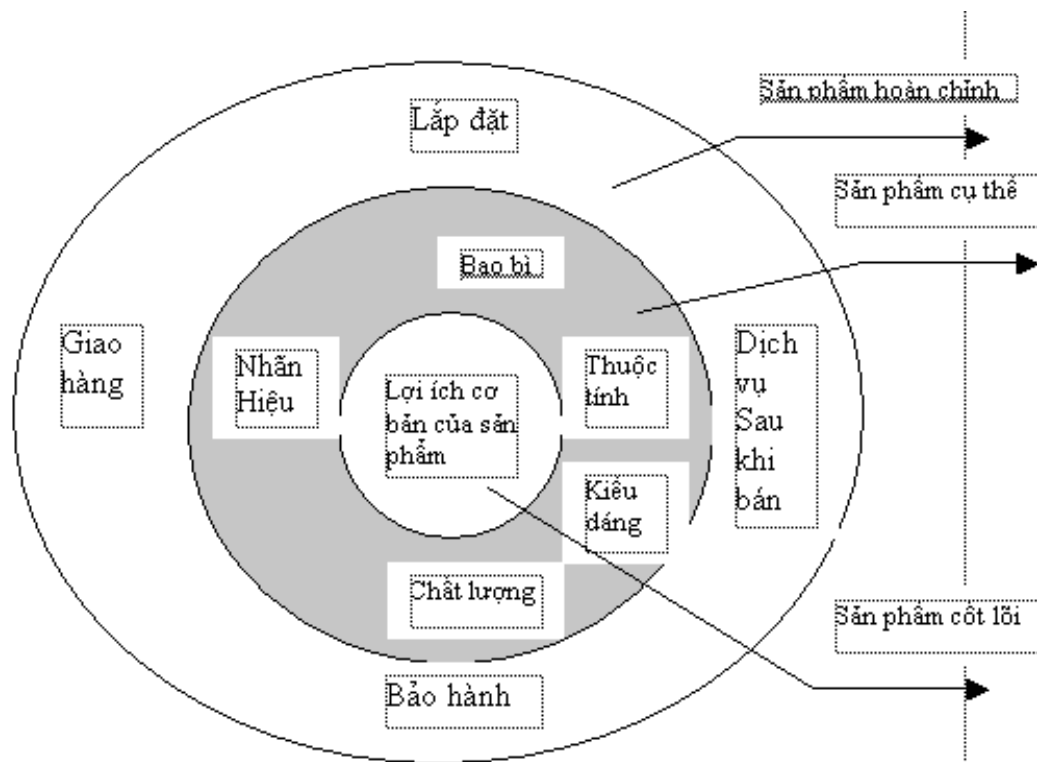 Sản phẩm hoàn chỉnh
Lắp đặt
Sản phẩm cụ thể
Bao bì
Giao
hàng
Nhãn
Hiệu
Lợi ích cơ
bản của sản
phẩm
Thuộc
tính
Dịch
vụ
Sau
khi
bán
Kiểu
dáng
Chất lượng
Sản phẩm cốt lõi
Bảo hành